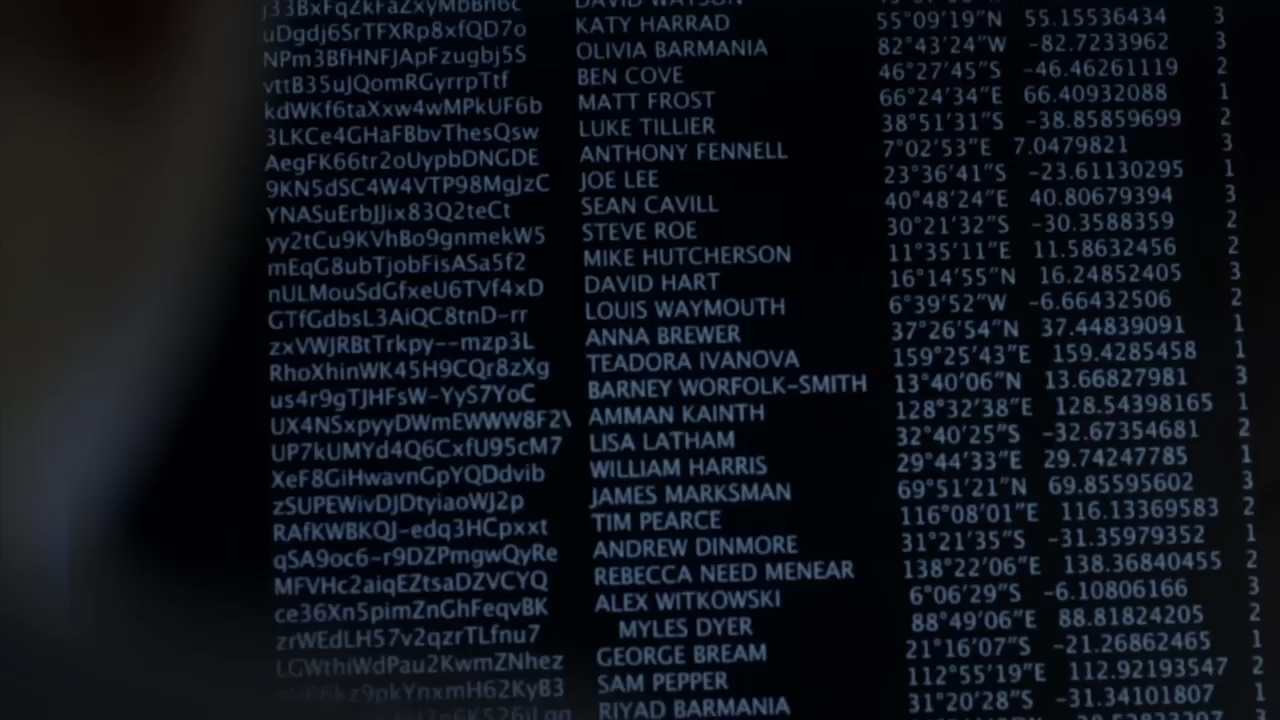 j33BxFqZkFaZxyMbBh6c DAVID WATSON
uDgdj6SrTFXRp8xfQD7o KATY HARRAD 55°09'19"N 55.15536434 3
NPm3BfHNFJApFzugbj5S OLIVIA BARMANIA 82°43'24"W -82.7233962 3
vttB35uJQomRGyrrpTtf BEN COVE 46°27'45"S -46.46261119 2
kdWKf6taXxw4wMPkUF6b MATT FROST 66°24'34"E 66.40932088 1
3LKCe4GHaFBbvThesQsw LUKE TILLIER 38°51'31"S -38.85859699 2
AegFK66tr2oUypbDNGDE ANTHONY FENNELL 7°02'53"E 7.0479821 3
9KN5dSC4W4VTP98MgJzC JOE LEE 23°36'41"S -23.61130295 1
YNASuErbJJix83Q2teCt SEAN CAVILL 40°48'24"E 40.80679394 3
yy2tCu9KVhBo9gnmekW5 STEVE ROE 30°21'32"S -30.3588359 2
mEqG8ubTjobFisASa5f2 MIKE HUTCHERSON 11°35'11"E 11.58632456 2
nULMouSdGfxeU6TVf4xD DAVID HART 16°14'55"N 16.24852405 3
GTfGdbsL3AiQC8tnD-rr LOUIS WAYMOUTH 6°39'52"W -6.66432506 2
zxVWJRBtTrkpy--mzp3L ANNA BREWER 37°26'54"N 37.44839091 1
RhoXhinWK45H9CQr8zXg TEADORA IVANOVA 159°25'43"E 159.4285458 1
us4r9gTJHFsW-YyS7YoC BARNEY WORFOLK-SMITH 13°40'06"N 13.66827981 3
UX4NSxpyyDWmEWWW8F2\ AMMAN KAINTH 128°32'38"E 128.54398165 1
UP7kUMYd4Q6CxfU95cM7 LISA LATHAM 32°40'25"S -32.67354681 2
XeF8GiHwavnGpYQDdvib WILLIAM HARRIS 29°44'33"E 29.74247785 1
zSUPEWivDJDtyiaoWJ2p JAMES MARKSMAN 69°51'21"N 69.85595602 3
RAfKWBKQJ-edq3HCpxxt TIM PEARCE 116°08'01"E 116.13369583 2
qSA9oc6-r9DZPmgwQyRe ANDREW DINMORE 31°21'35"S -31.35979352 1
MFVHc2aiqEZtsaDZVCYQ REBECCA NEED MENEAR 138°22'06"E 138.36840455 2
ce36Xn5pimZnGhFeqvBK ALEX WITKOWSKI 6°06'29"S -6.10806166 3
zrWEdLH57v2qzrTLfnu7 MYLES DYER 88°49'06"E 88.81824205 2
LGWthiWdPau2KwmZNhez GEORGE BREAM 21°16'07"S -21.26862465 1
SAM PEPPER 112°55'19"E 112.92193547 2
RIYAD BARMANIA 31°20'28"S -31.34101807 1